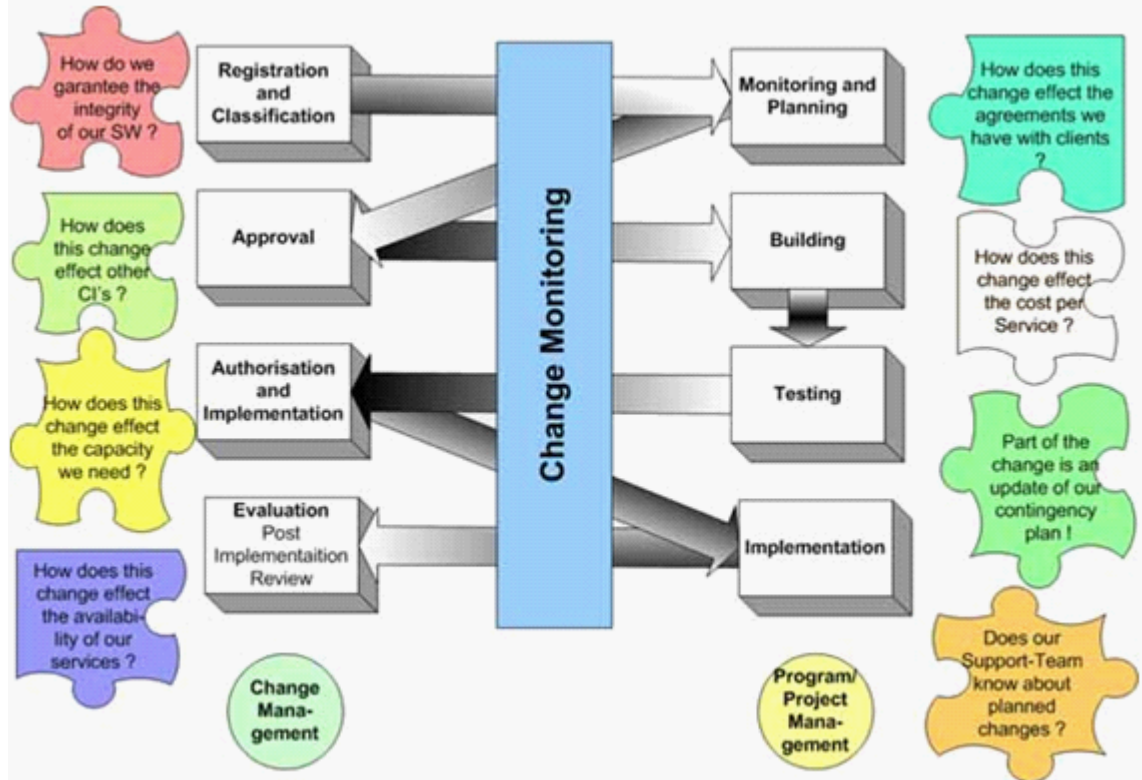 How do we
garantee the
integrity
of our SW ?
Registration
and
Classification
Monitoring and
Planning
How does this
change effect the
agreements we
have with clients
?
How does
this change
effect other
CI's ?
Approval
Change Monitoring
Building
How does this
change effect
the cost per
Service ?
How does this
change effect
the capacity
we need ?
Authorisation
and
Implementation
Testing
Part of the
change is an
update of our
contingency
plan !
Evaluation
Post
Implementaition
Review
Implementation
How does this
change effect
the availabi-
lity of our
services ?
Change
Mana-
gement
Program/
Project
Mana-
gement
Does our
Support-Team
know about
planned
changes ?